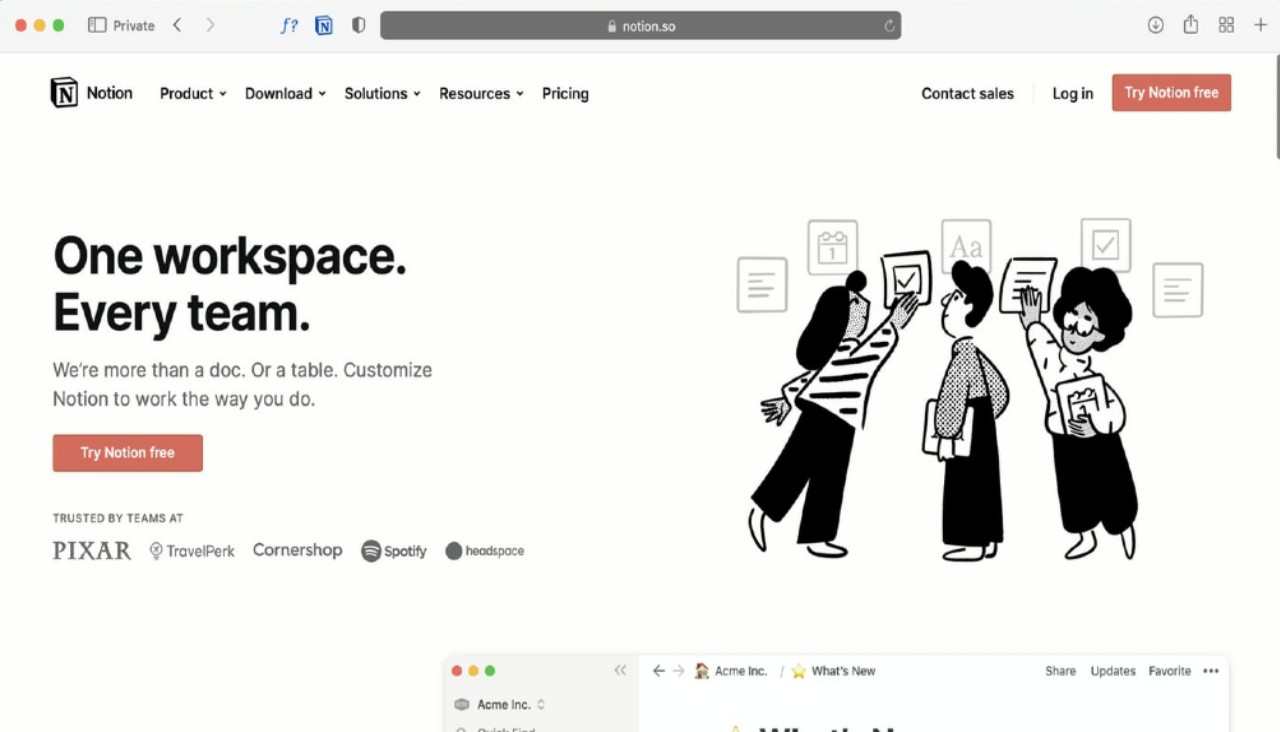 Private
f?
N
notion.so
N
Notion
Product
Download
Solutions
Resources
Pricing
Contact sales
Log in
Try Notion free
One workspace.
Every team.
We're more than a doc. Or a table. Customize
Notion to work the way you do.
Try Notion free
TRUSTED BY TEAMS AT
PIXAR
TravelPerk
Cornershop
Spotify
headspace
1
Aa
Acme Inc. / What's New
Share
Updates
Favorite
Acme Inc.
Quick Find